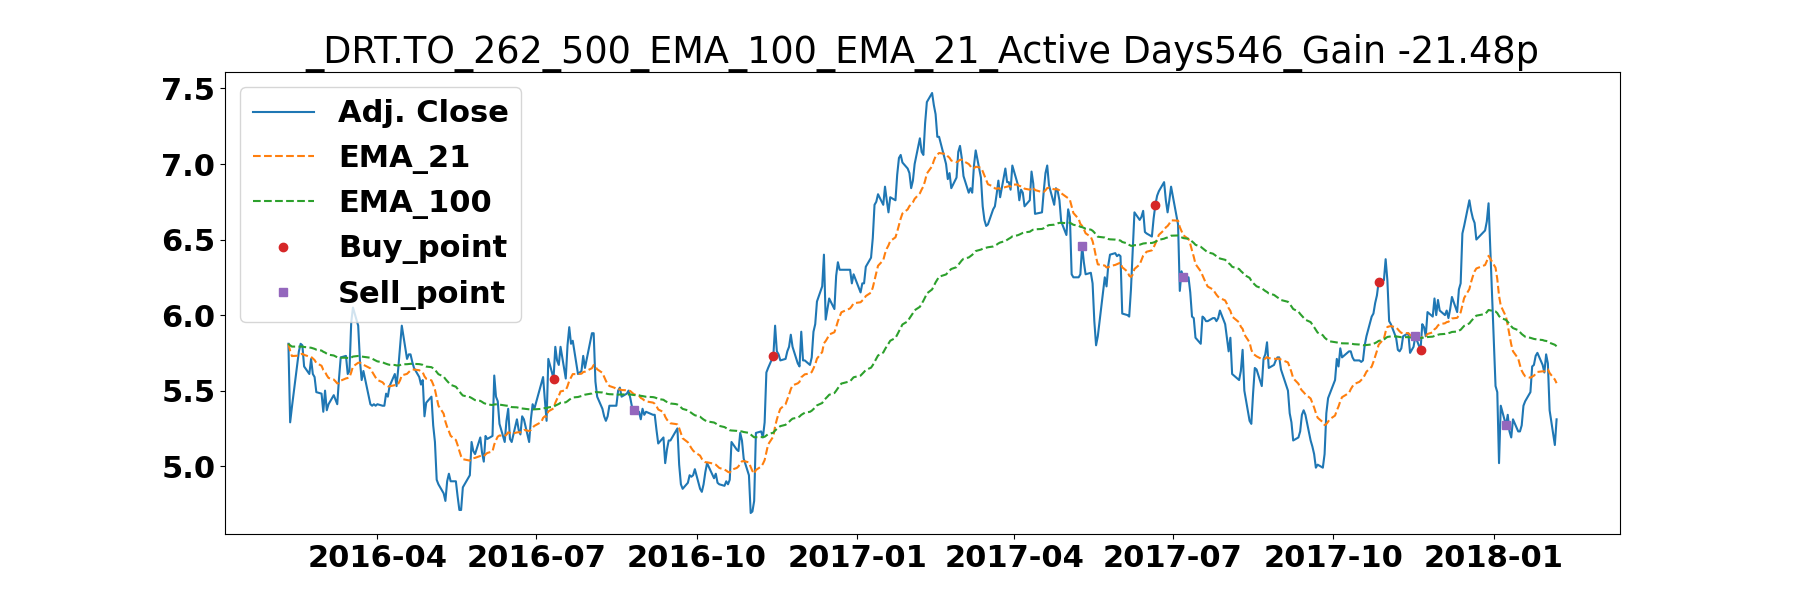 _DRT.TO_262_500_EMA_100_EMA_21_Active Days546_Gain -21.48p
7.5
7.0
6.5
6.0
5.5
5.0
Adj. Close
EMA_21
EMA_100
Buy_point
Sell_point
2016-04 2016-07 2016-10 2017-01 2017-04 2017-07 2017-10 2018-01